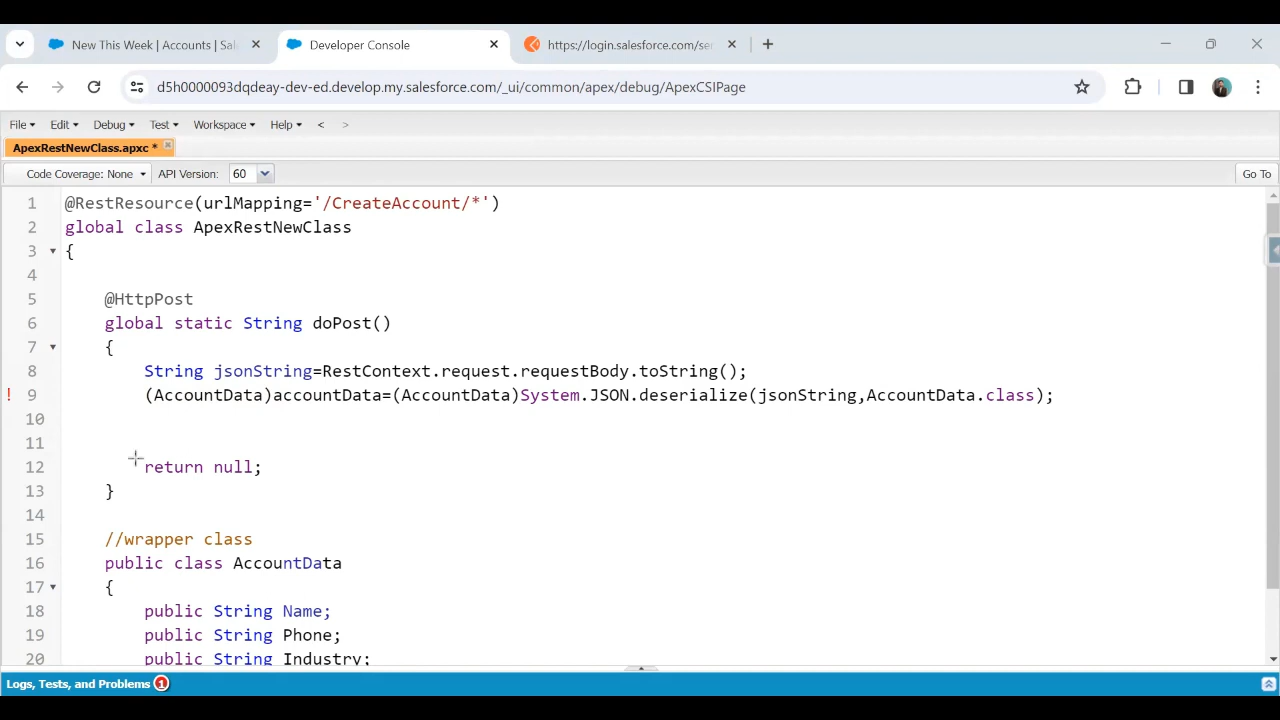 New This Week | Accounts | Sal
Developer Console
https://login.salesforce.com/ser
d5h0000093dqdeay-dev-ed.develop.my.salesforce.com/_ui/common/apex/debug/ApexCSIPage
File Edit Debug Test Workspace Help < >
ApexRestNewClass.apxc *
Code Coverage: None API Version: 60 Go To
1 @RestResource(urlMapping='/CreateAccount/*')
2 global class ApexRestNewClass
3 {
4
5 @HttpPost
6 global static String doPost()
7 {
8 String jsonString=RestContext.request.requestBody.toString();
! 9 (AccountData)accountData=(AccountData)System.JSON.deserialize(jsonString,AccountData.class);
10
11
12 return null;
13 }
14
15 //wrapper class
16 public class AccountData
17 {
18 public String Name;
19 public String Phone;
20 public String Industry;
Logs, Tests, and Problems 1